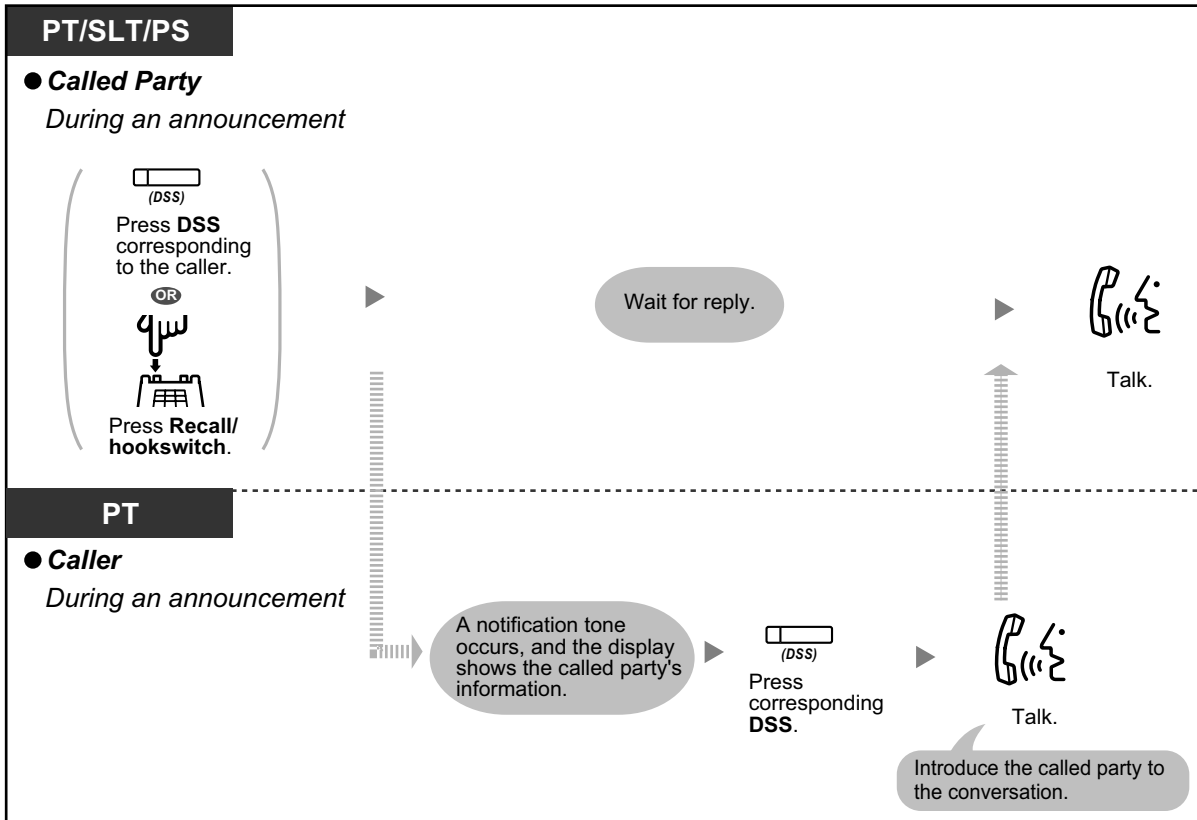 PT/SLT/PS
● Called Party
During an announcement
(DSS)
Press DSS
corresponding
to the caller.
OR
Press Recall/
hookswitch.
Wait for reply.
Talk.
PT
● Caller
During an announcement
A notification tone
occurs, and the display
shows the called party's
information.
(DSS)
Press
corresponding
DSS.
Talk.
Introduce the called party to
the conversation.